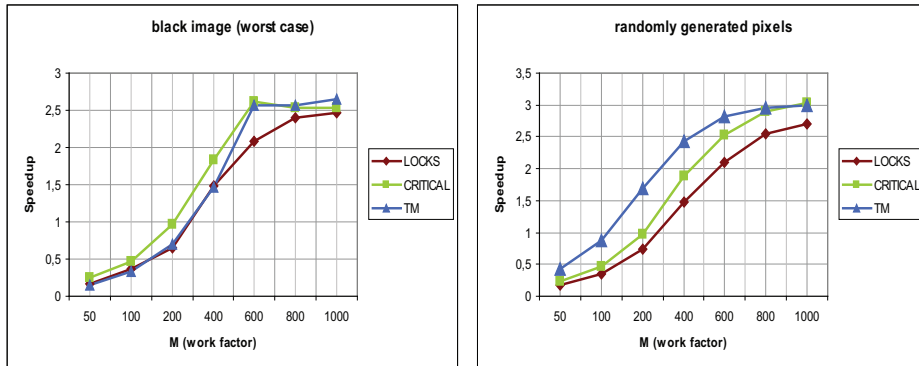 black image (worst case)
3
2,5
2
1,5
1
0,5
0
Speedup
50 100 200 400 600 800 1000
M (work factor)
LOCKS
CRITICAL
TM
randomly generated pixels
3,5
3
2,5
2
1,5
1
0,5
0
Speedup
50 100 200 400 600 800 1000
M (work factor)
LOCKS
CRITICAL
TM